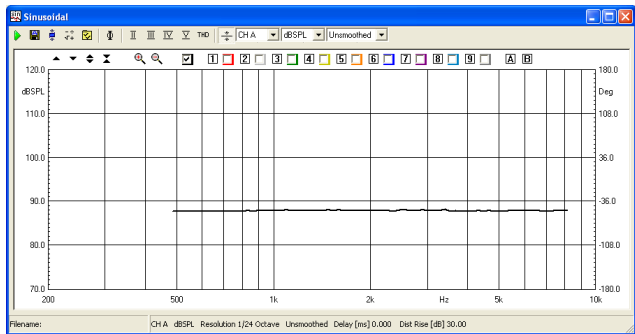 Sinusoidal
II III IV V THD CH A dBSPL Unsmoothed
1 2 3 4 5 6 7 8 9 A B
120.0 180.0
dBSPL Deg
110.0 108.0
100.0 36.0
90.0 -36.0
80.0 -108.0
70.0 -180.0
200 500 1k 2k Hz 5k 10k
Filename: CH A dBSPL Resolution 1/24 Octave Unsmoothed Delay [ms] 0.000 Dist Rise [dB] 30.00